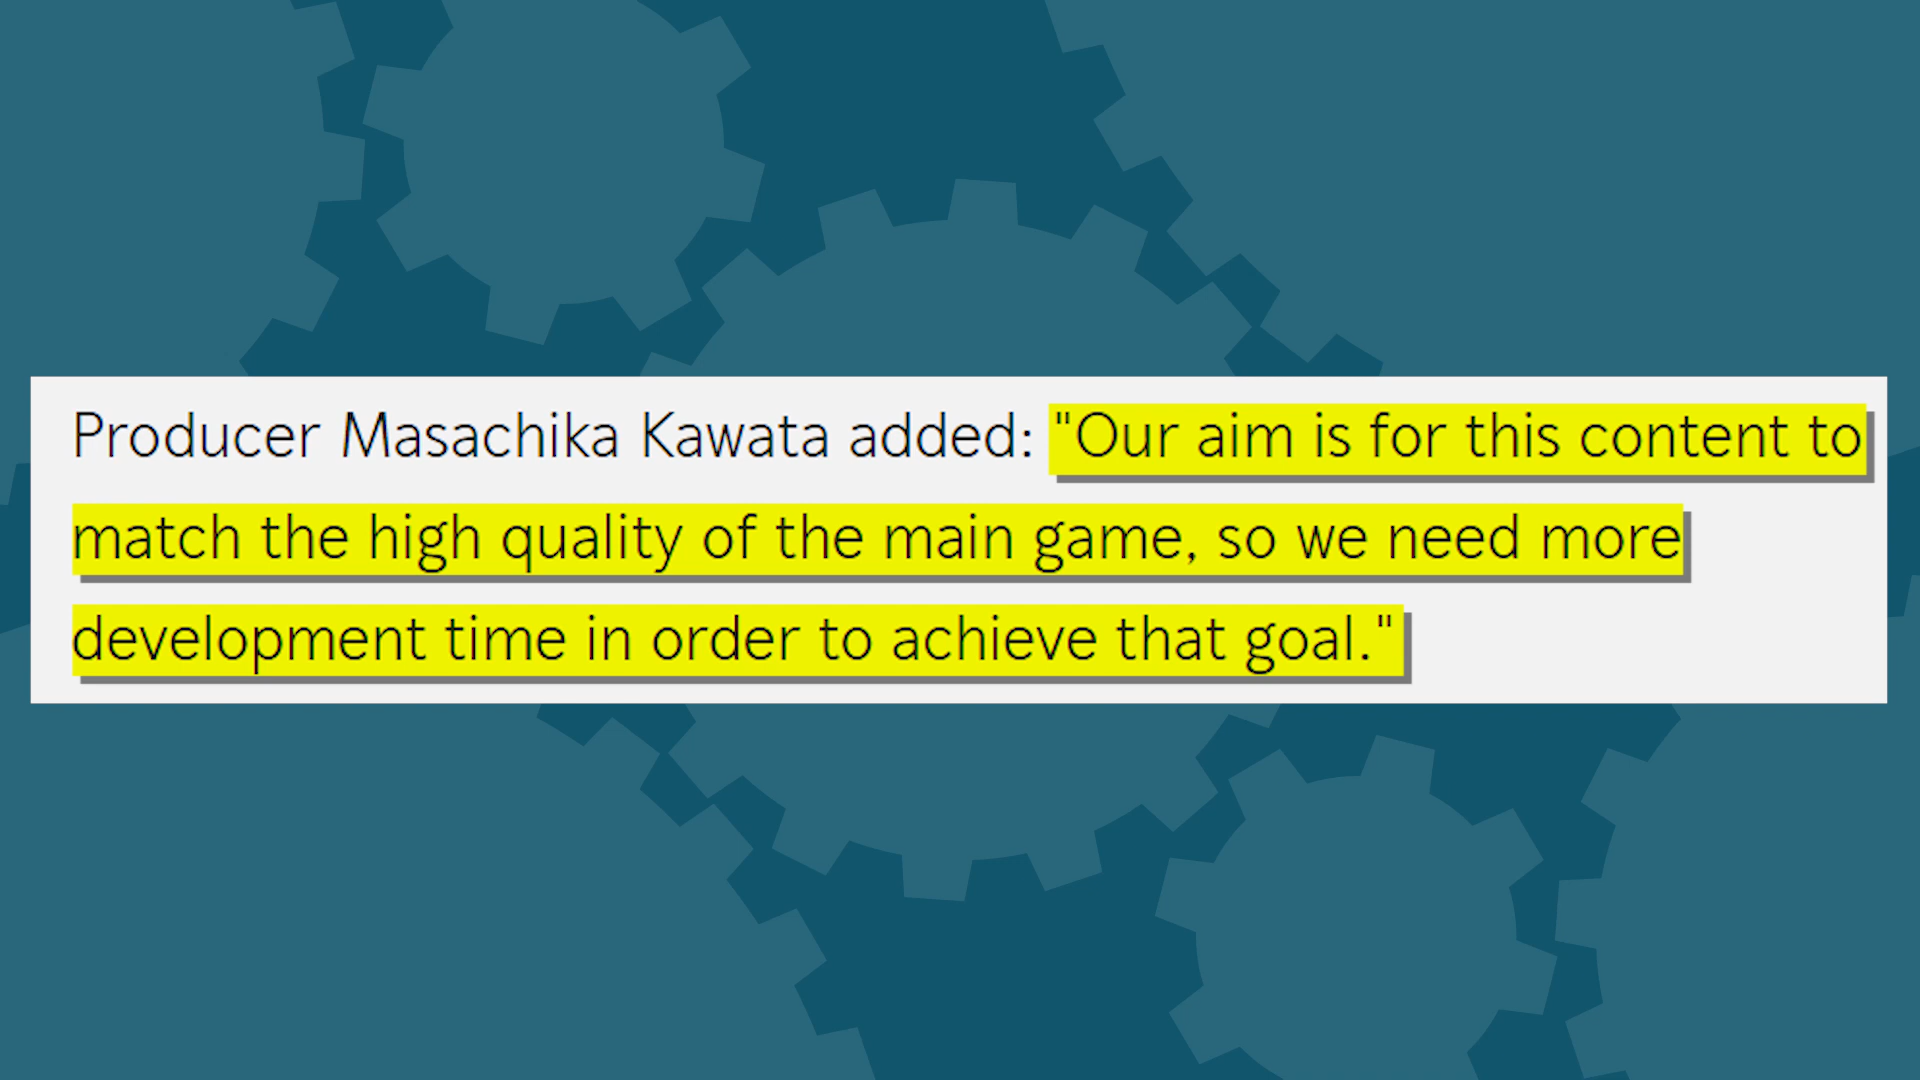 Producer Masachika Kawata added: "Our aim is for this content to
match the high quality of the main game, so we need more
development time in order to achieve that goal."